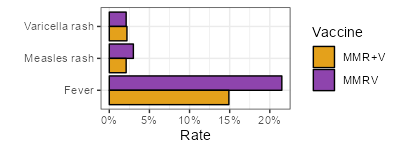 Varicella rash
Measles rash
Fever
0%
5%
10%
15%
20%
Rate
Vaccine
MMR+V
MMRV